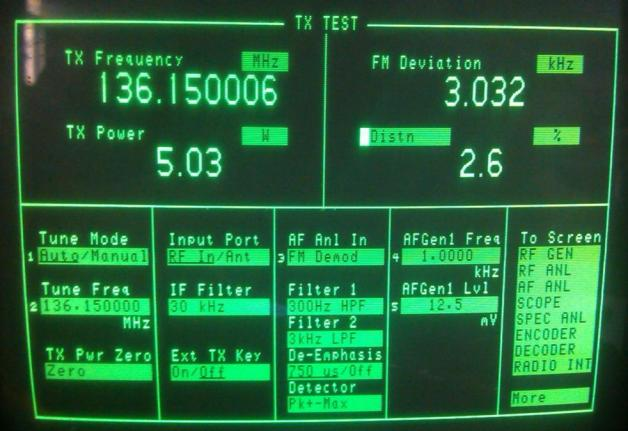 TX TEST
TX Frequency MHz
136.150006
FM Deviation kHz
3.032
TX Power W
5.03
Distn %
2.6
Tune Mode
1 Auto/Manual
Tune Freq
2 136.150000
MHz
TX Pwr Zero
Zero
Input Port
RF In/Ant
IF Filter
30 kHz
Ext TX Key
On/Off
AF Anl In
3 FM Demod
Filter 1
300Hz HPF
Filter 2
3kHz LPF
De-Emphasis
750 us/Off
Detector
Pk+-Max
AFGen1 Freq
4 1.0000
kHz
AFGen1 Lvl
5 12.5
mV
To Screen
RF GEN
RF ANL
AF ANL
SCOPE
SPEC ANL
ENCODER
DECODER
RADIO INT
More